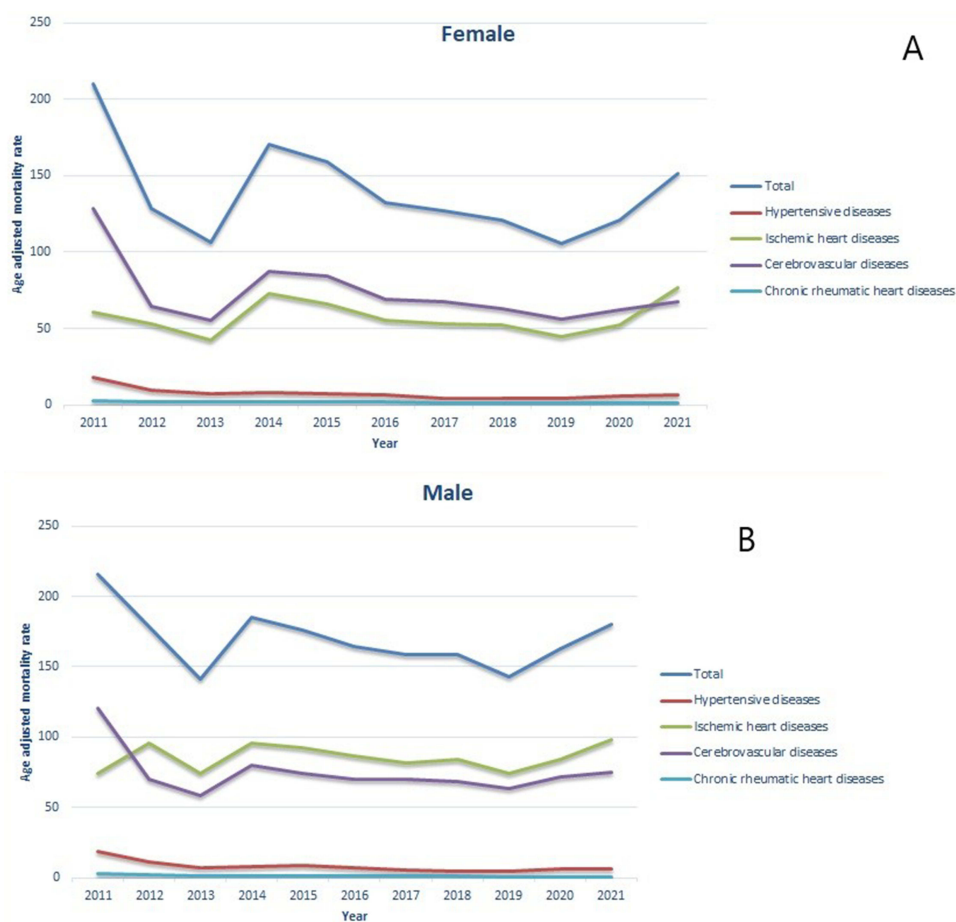 Female
A
250
200
150
100
50
0
Age adjusted mortality rate
2011 2012 2013 2014 2015 2016 2017 2018 2019 2020 2021
Year
Total
Hypertensive diseases
Ischemic heart diseases
Cerebrovascular diseases
Chronic rheumatic heart diseases
Male
B
250
200
150
100
50
0
Age adjusted mortality rate
2011 2012 2013 2014 2015 2016 2017 2018 2019 2020 2021
Year
Total
Hypertensive diseases
Ischemic heart diseases
Cerebrovascular diseases
Chronic rheumatic heart diseases